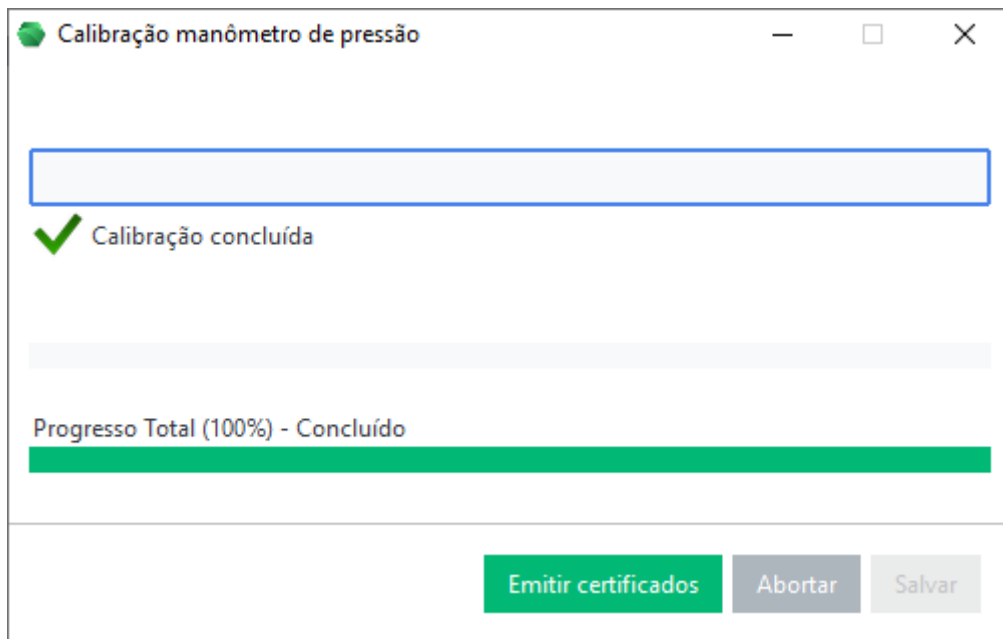 Calibração manômetro de pressão
Calibração concluída
Progresso Total (100%) - Concluído
Emitir certificados Abortar Salvar